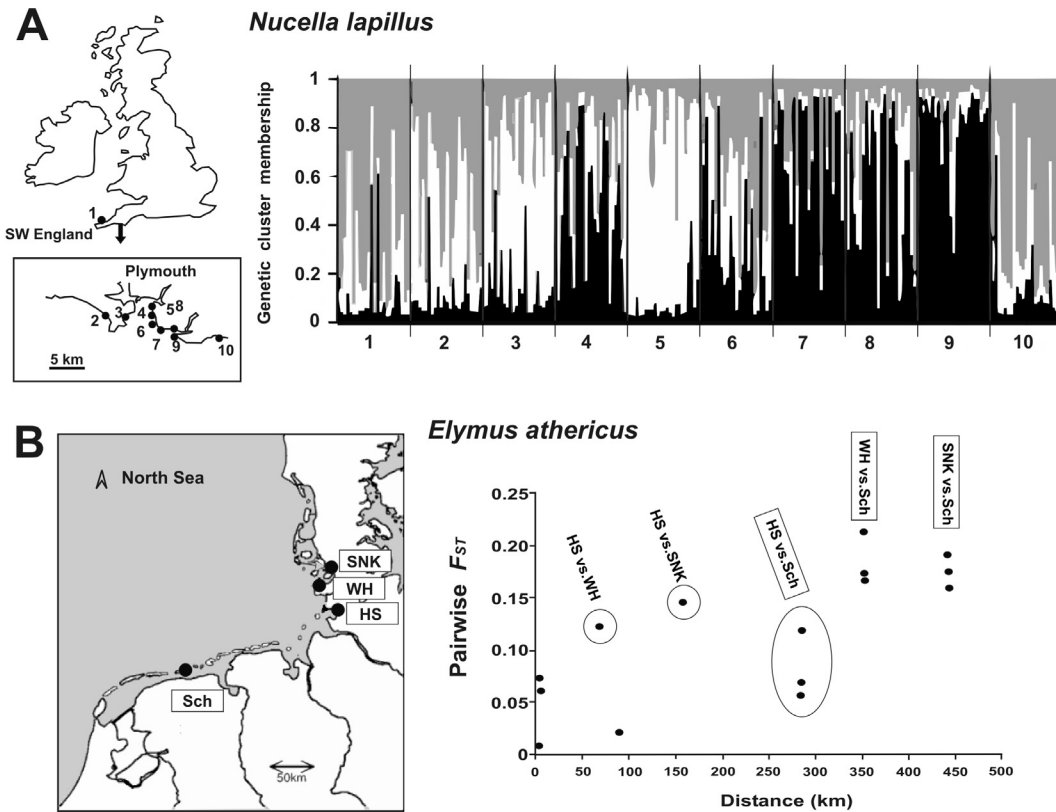 A
Nucella lapillus
1
SW England
Plymouth
2
3
4
58
6
7
9
10
5 km
Genetic cluster membership
1
0.8
0.6
0.4
0.2
0
1 2 3 4 5 6 7 8 9 10
B
Elymus athericus
North Sea
SNK
WH
HS
Sch
50km
Pairwise FST
0.25
0.20
0.15
0.10
0.05
0
HS vs.WH
HS vs.SNK
HS vs.Sch
WH vs.Sch
SNK vs.Sch
0 50 100 150 200 250 300 350 400 450 500
Distance (km)